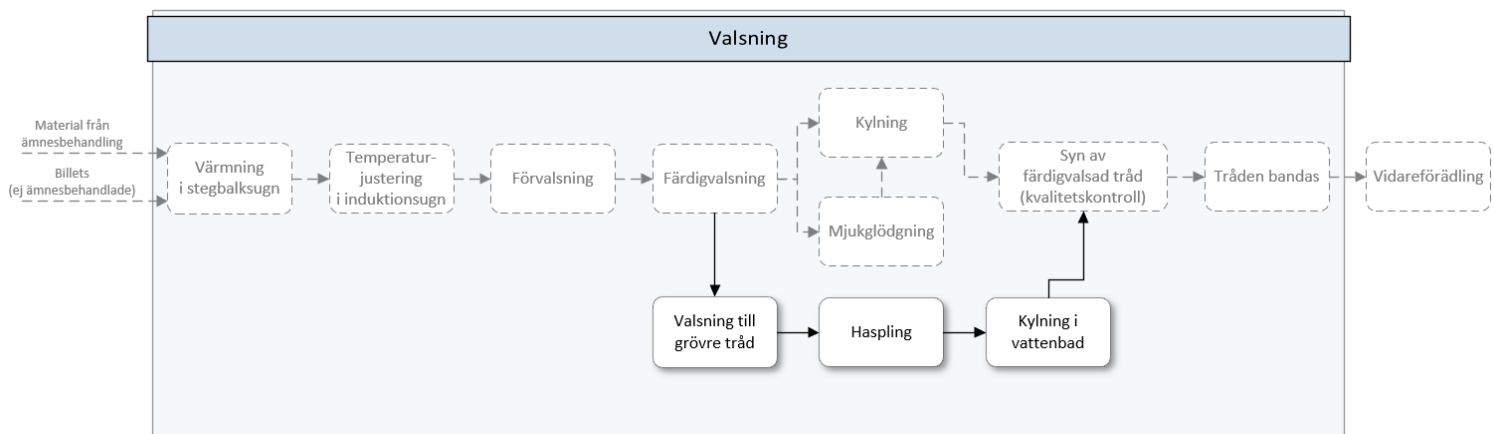 Valsning
Material från
ämnesbehandling
Billets
(ej ämnesbehandlade)
Värmning
i stegbalksugn
Temperatur-
justering
i induktionsugn
Förvalsning
Färdigvalsning
Kylning
Mjukglödgning
Syn av
färdigvalsad tråd
(kvalitetskontroll)
Tråden bandas
Vidareförädling
Valsning till
grövre tråd
Haspling
Kylning i
vattenbad